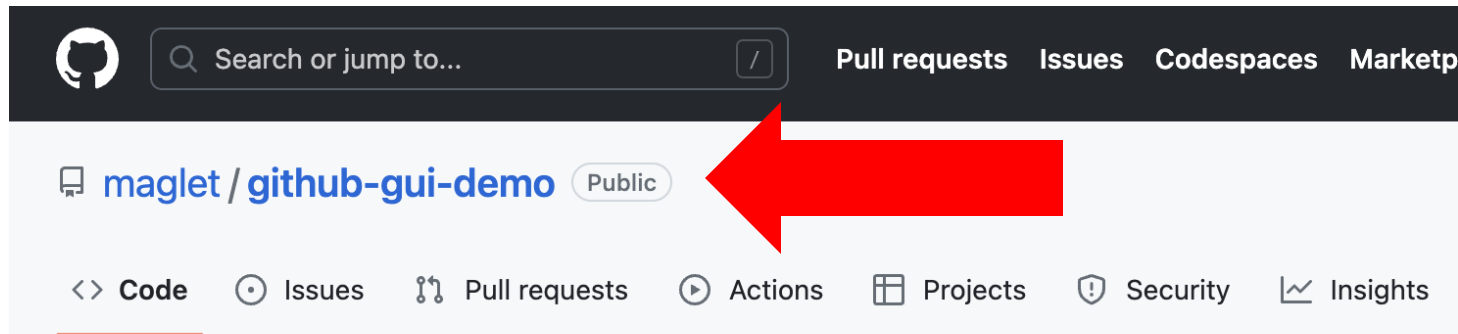 Search or jump to... / Pull requests Issues Codespaces Marketp
maglet / github-gui-demo Public
<> Code Issues Pull requests Actions Projects Security Insights